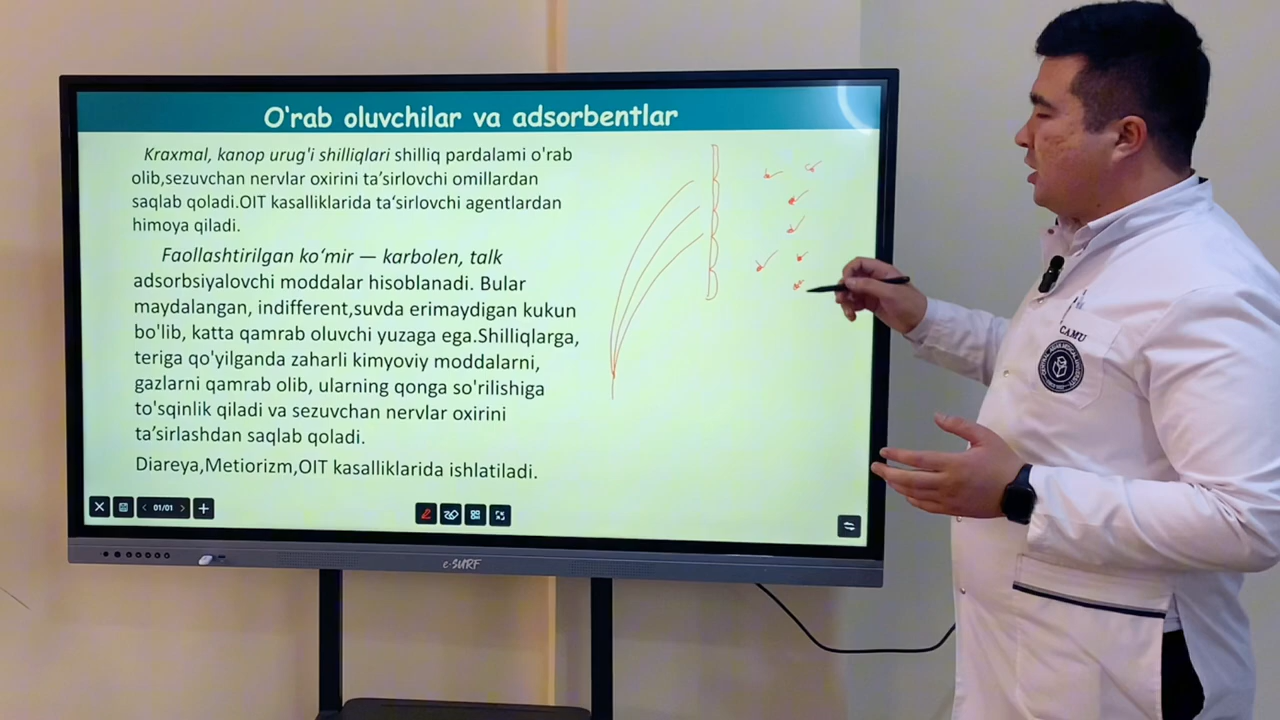 O'rab oluvchilar va adsorbentlar
Kraxmal, kanop urug'i shilliqlari shilliq pardalami o'rab
olib,sezuvchan nervlar oxirini ta’sirlovchi omillardan
saqlab qoladi.OIT kasalliklarida ta‘sirlovchi agentlardan
himoya qiladi.
Faollashtirilgan ko‘mir — karbolen, talk
adsorbsiyalovchi moddalar hisoblanadi. Bular
maydalangan, indifferent,suvda erimaydigan kukun
bo'lib, katta qamrab oluvchi yuzaga ega.Shilliqlarga,
teriga qo'yilganda zaharli kimyoviy moddalarni,
gazlarni qamrab olib, ularning qonga so'rilishiga
to'sqinlik qiladi va sezuvchan nervlar oxirini
ta’sirlashdan saqlab qoladi.
Diareya,Metiorizm,OIT kasalliklarida ishlatiladi.
01/01
e-SURF
CAMU
CENTRAL ASIAN MEDICAL UNIVERSITY